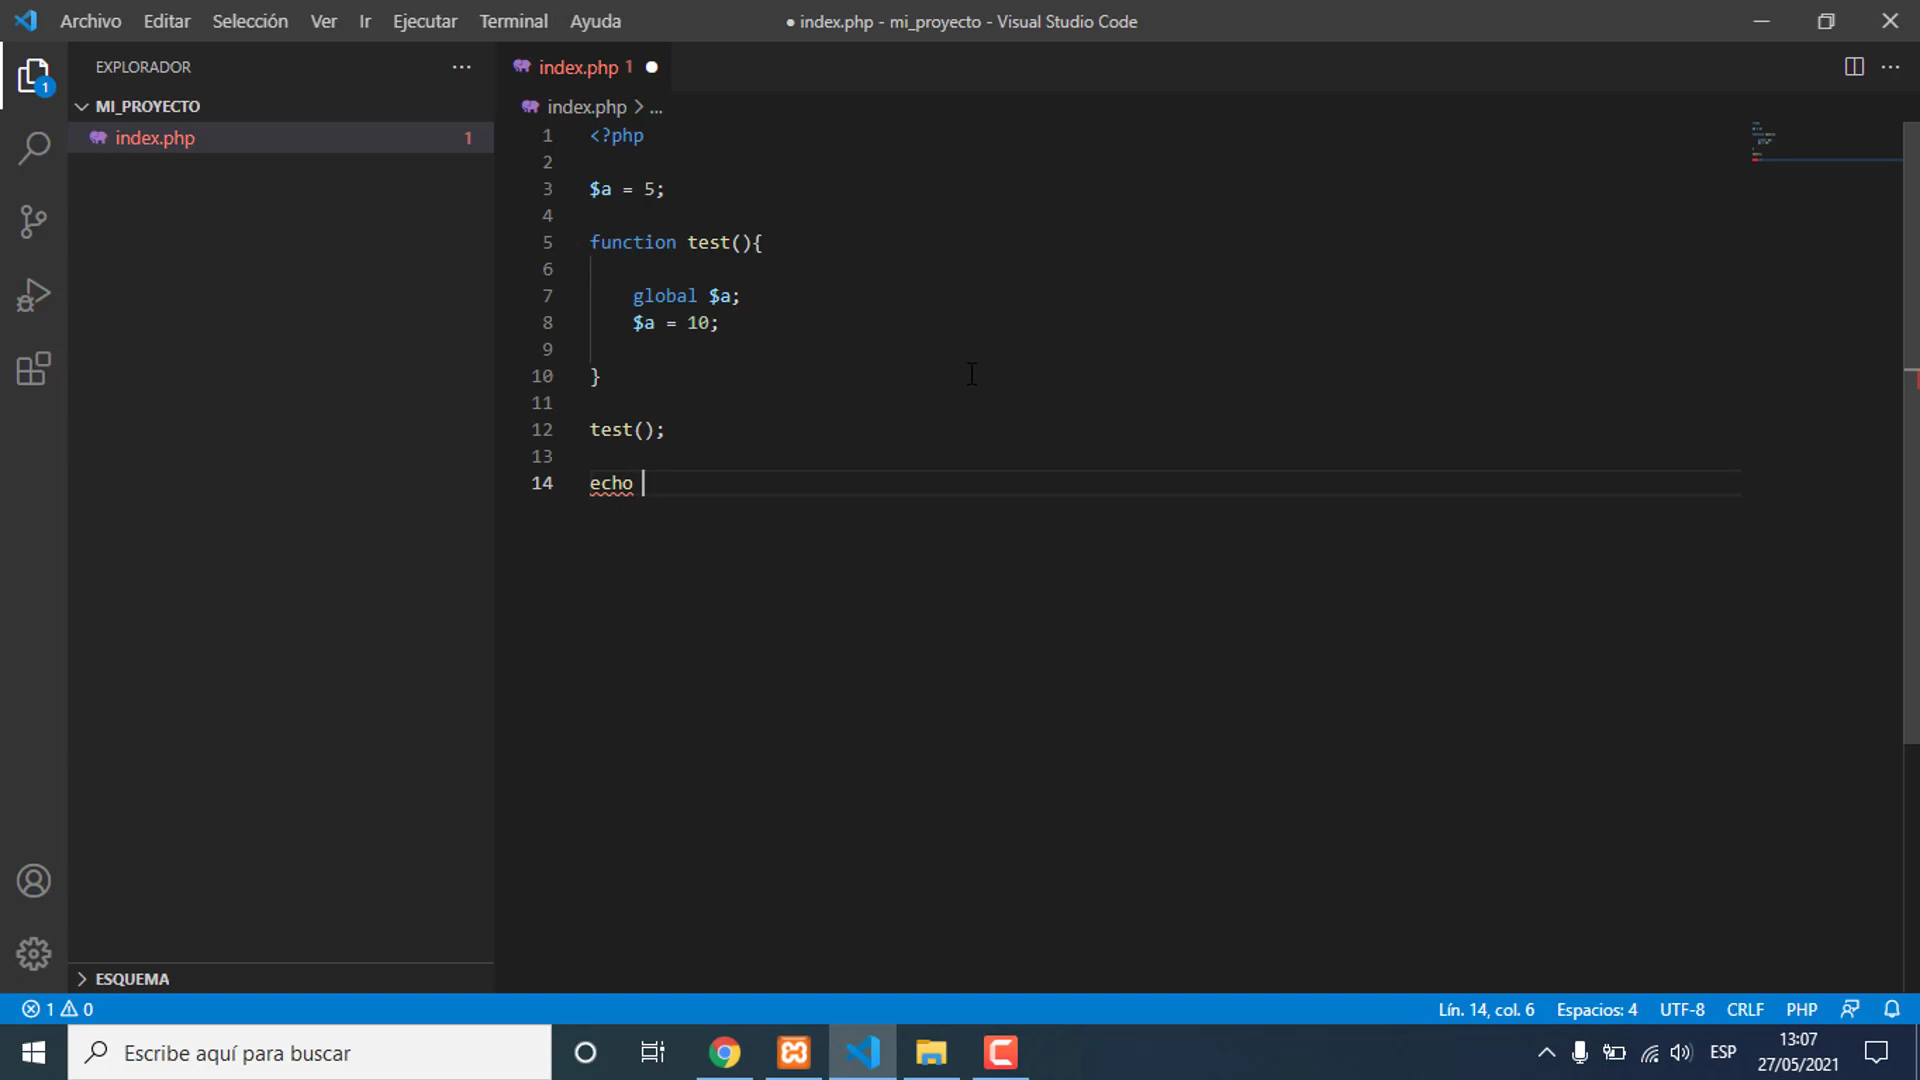 Archivo Editar Selección Ver Ir Ejecutar Terminal Ayuda
● index.php - mi_proyecto - Visual Studio Code
EXPLORADOR
MI_PROYECTO
index.php 1
1
index.php 1
index.php > ...
1 <?php
2
3 $a = 5;
4
5 function test(){
6
7 global $a;
8 $a = 10;
9
10 }
11
12 test();
13
14 echo
ESQUEMA
1 0
Lín. 14, col. 6 Espacios: 4 UTF-8 CRLF PHP
Escribe aquí para buscar
ESP
13:07
27/05/2021